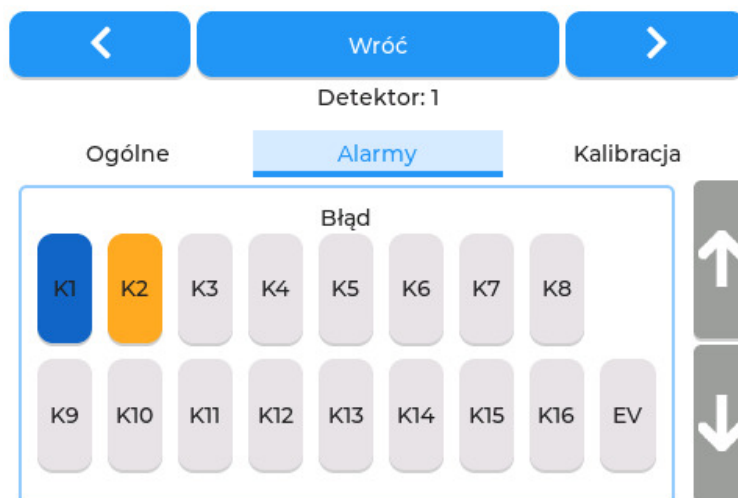 Wróć
Detektor: 1
Ogólne Alarmy Kalibracja
Błąd
K1 K2 K3 K4 K5 K6 K7 K8
K9 K10 K11 K12 K13 K14 K15 K16 EV